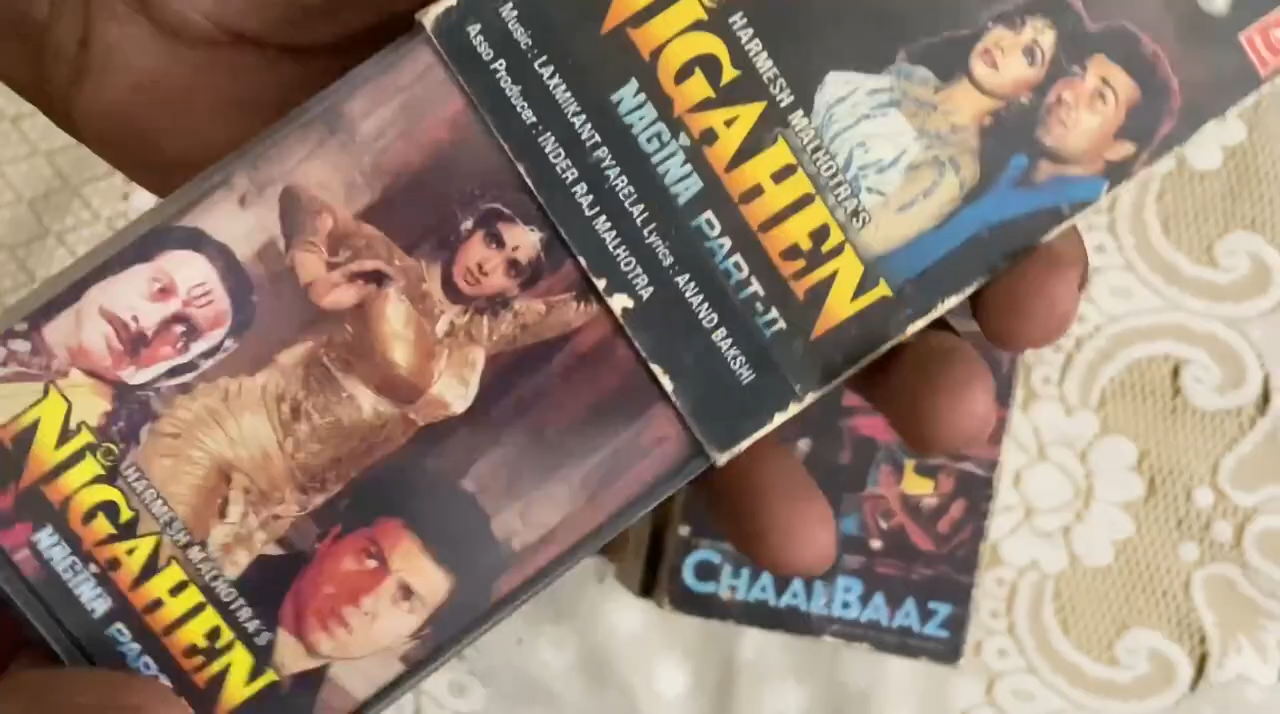 HARMESH MALHOTRA'S
NIGAHEN
NAGINA PART-II
Music : LAXMIKANT PYARELAL Lyrics : ANAND BAKSHI
Asso Producer : INDER RAJ MALHOTRA
HARMESH MALHOTRA'S
NIGAHEN
NAGINA
CHAALBAAZ